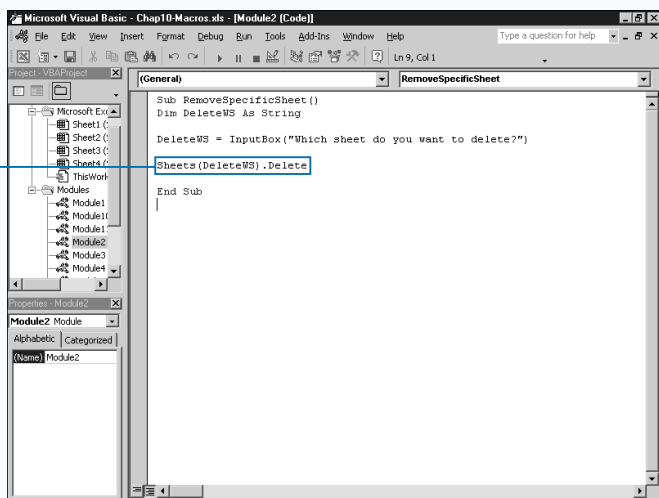 Microsoft Visual Basic - Chap10-Macros.xls - [Module2 (Code)]
File Edit View Insert Format Debug Run Tools Add-Ins Window Help Type a question for help
Ln 9, Col 1
Project - VBAProject
(General) RemoveSpecificSheet
Microsoft Exc
Sheet1 (
Sheet2 (
Sheet3 (
Sheet4 (
ThisWork
Modules
Module1
Module10
Module1
Module2
Module3
Module4
Sub RemoveSpecificSheet()
Dim DeleteWS As String
DeleteWS = InputBox("Which sheet do you want to delete?")
Sheets(DeleteWS).Delete
End Sub
Properties - Module2
Module2 Module
Alphabetic Categorized
(Name) Module2